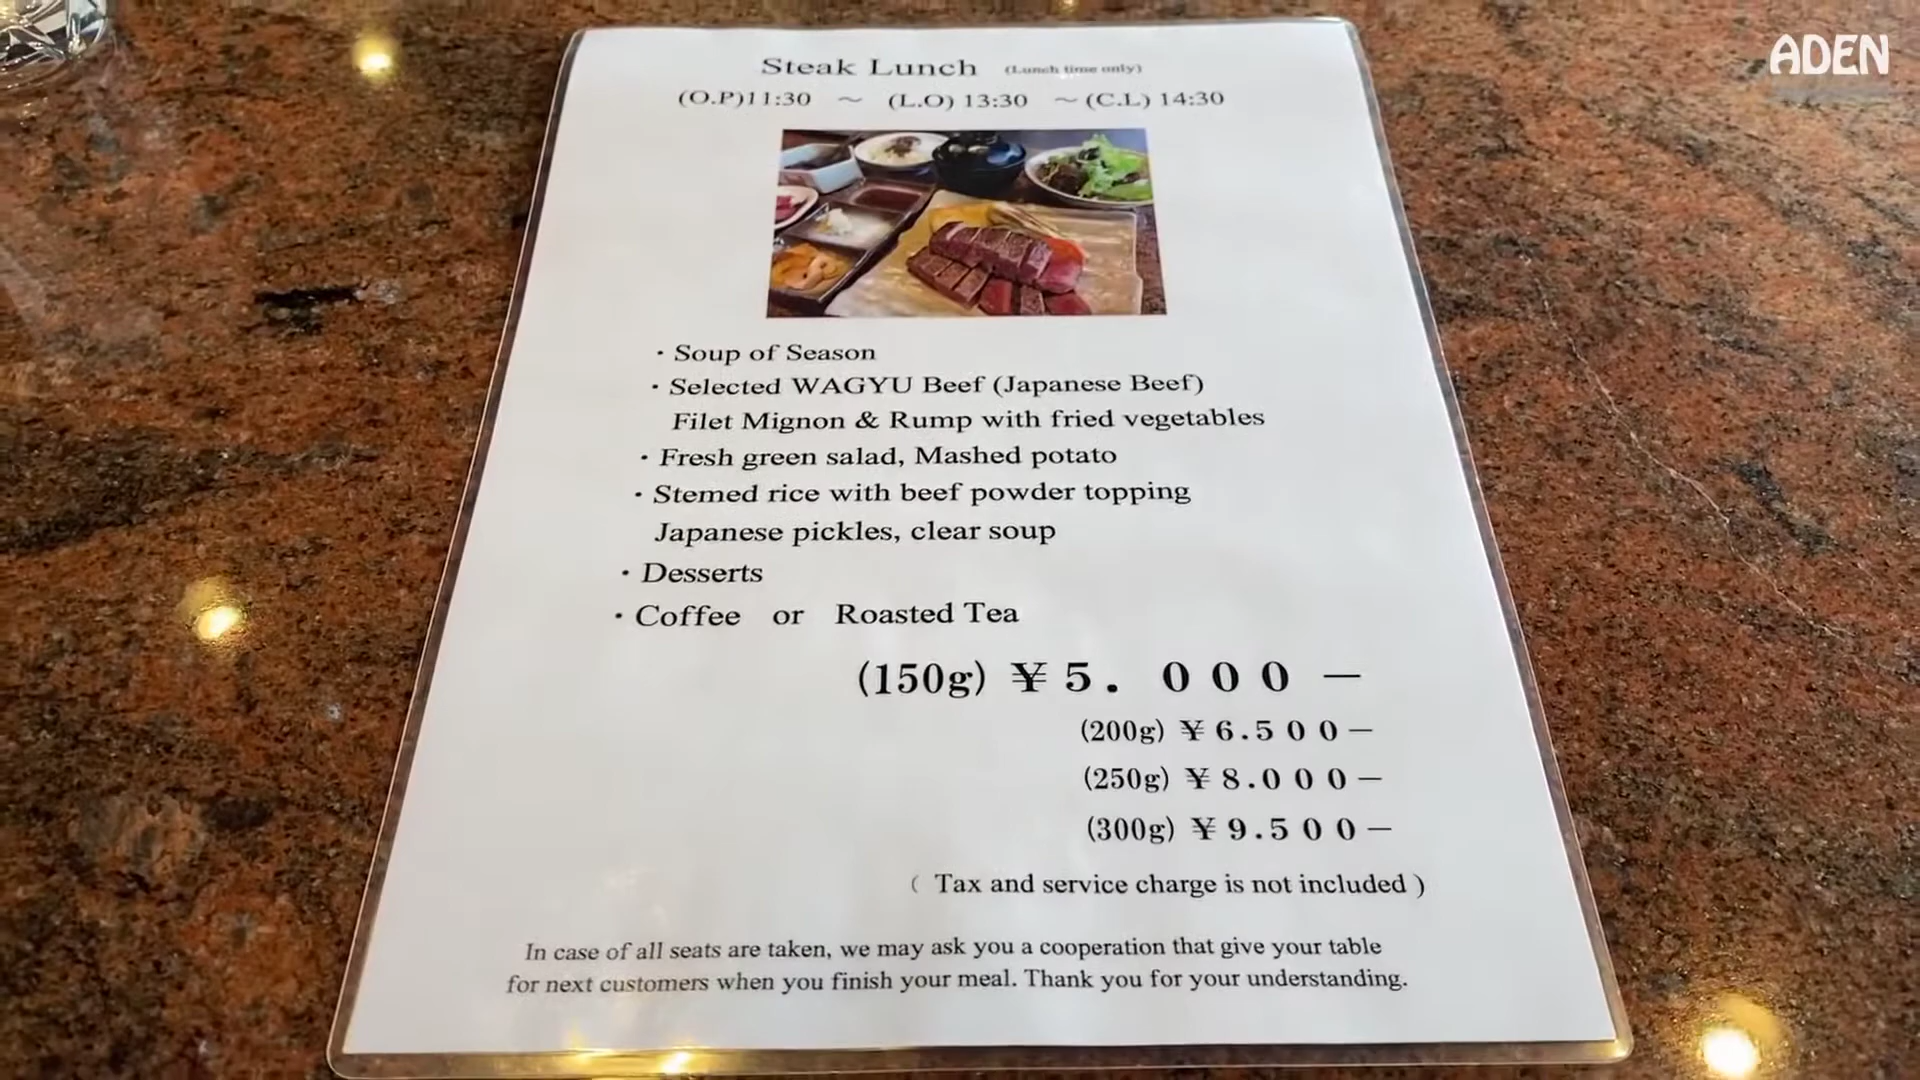 ADEN
Steak Lunch (Lunch time only)
(O.P)11:30 ～ (L.O) 13:30 ～(C.L) 14:30
・Soup of Season
・Selected WAGYU Beef (Japanese Beef)
Filet Mignon & Rump with fried vegetables
・Fresh green salad, Mashed potato
・Stemed rice with beef powder topping
Japanese pickles, clear soup
・Desserts
・Coffee or Roasted Tea
(150g) ¥5. 000－
(200g) ¥6.500－
(250g) ¥8.000－
(300g) ¥9.500－
( Tax and service charge is not included )
In case of all seats are taken, we may ask you a cooperation that give your table
for next customers when you finish your meal. Thank you for your understanding.